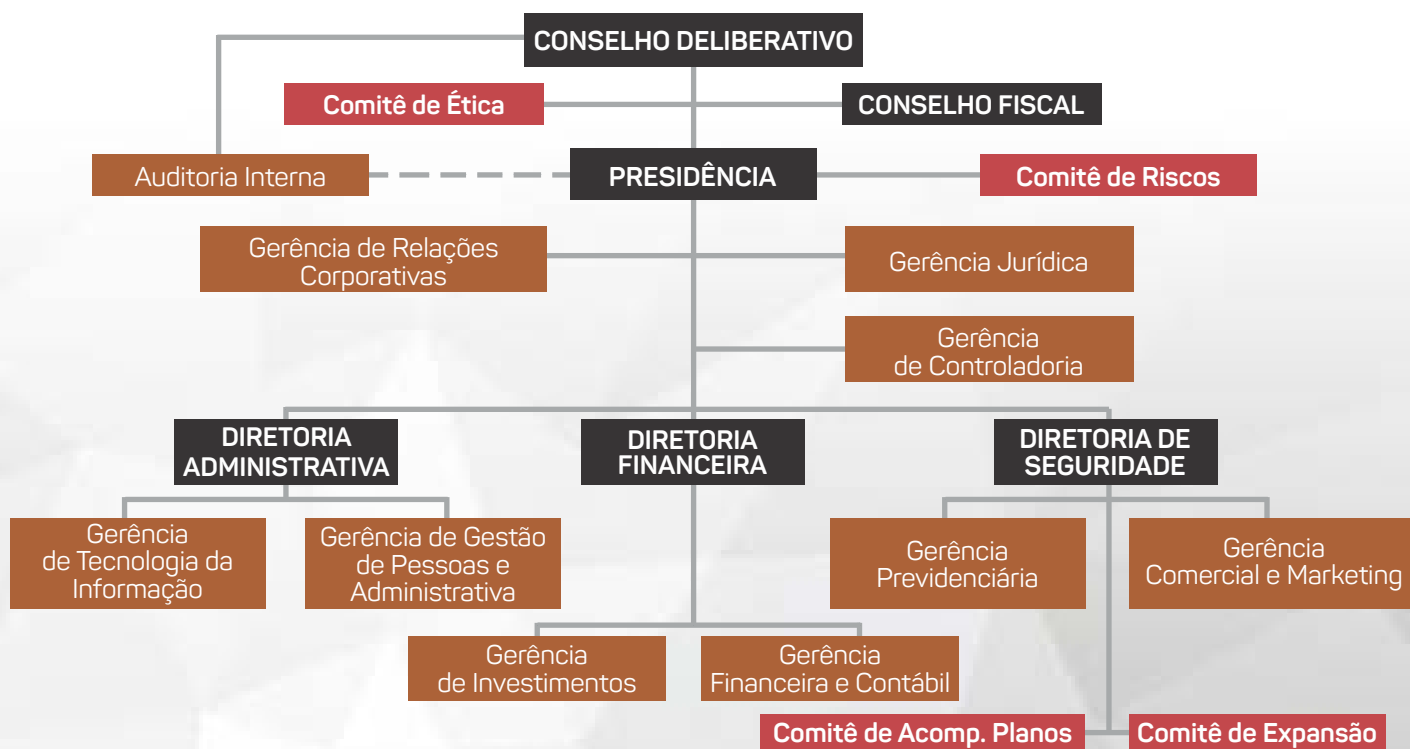 CONSELHO DELIBERATIVO
Comitê de Ética
CONSELHO FISCAL
Auditoria Interna
PRESIDÊNCIA
Comitê de Riscos
Gerência de Relações
Corporativas
Gerência Jurídica
Gerência
de Controladoria
DIRETORIA
ADMINISTRATIVA
DIRETORIA
FINANCEIRA
DIRETORIA DE
SEGURIDADE
Gerência
de Tecnologia da
Informação
Gerência de Gestão
de Pessoas e
Administrativa
Gerência
Previdenciária
Gerência
Comercial e Marketing
Gerência
de Investimentos
Gerência
Financeira e Contábil
Comitê de Acomp. Planos
Comitê de Expansão